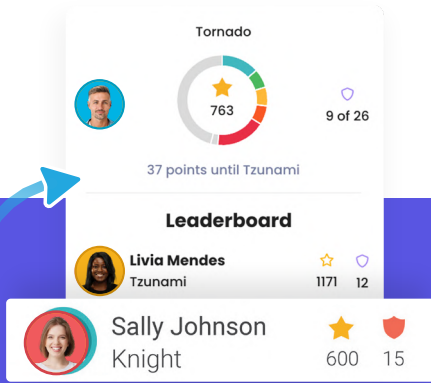 Tornado
763
9 of 26
37 points until Tzunami
Leaderboard
Livia Mendes
Tzunami
1171 12
Sally Johnson
Knight
600 15